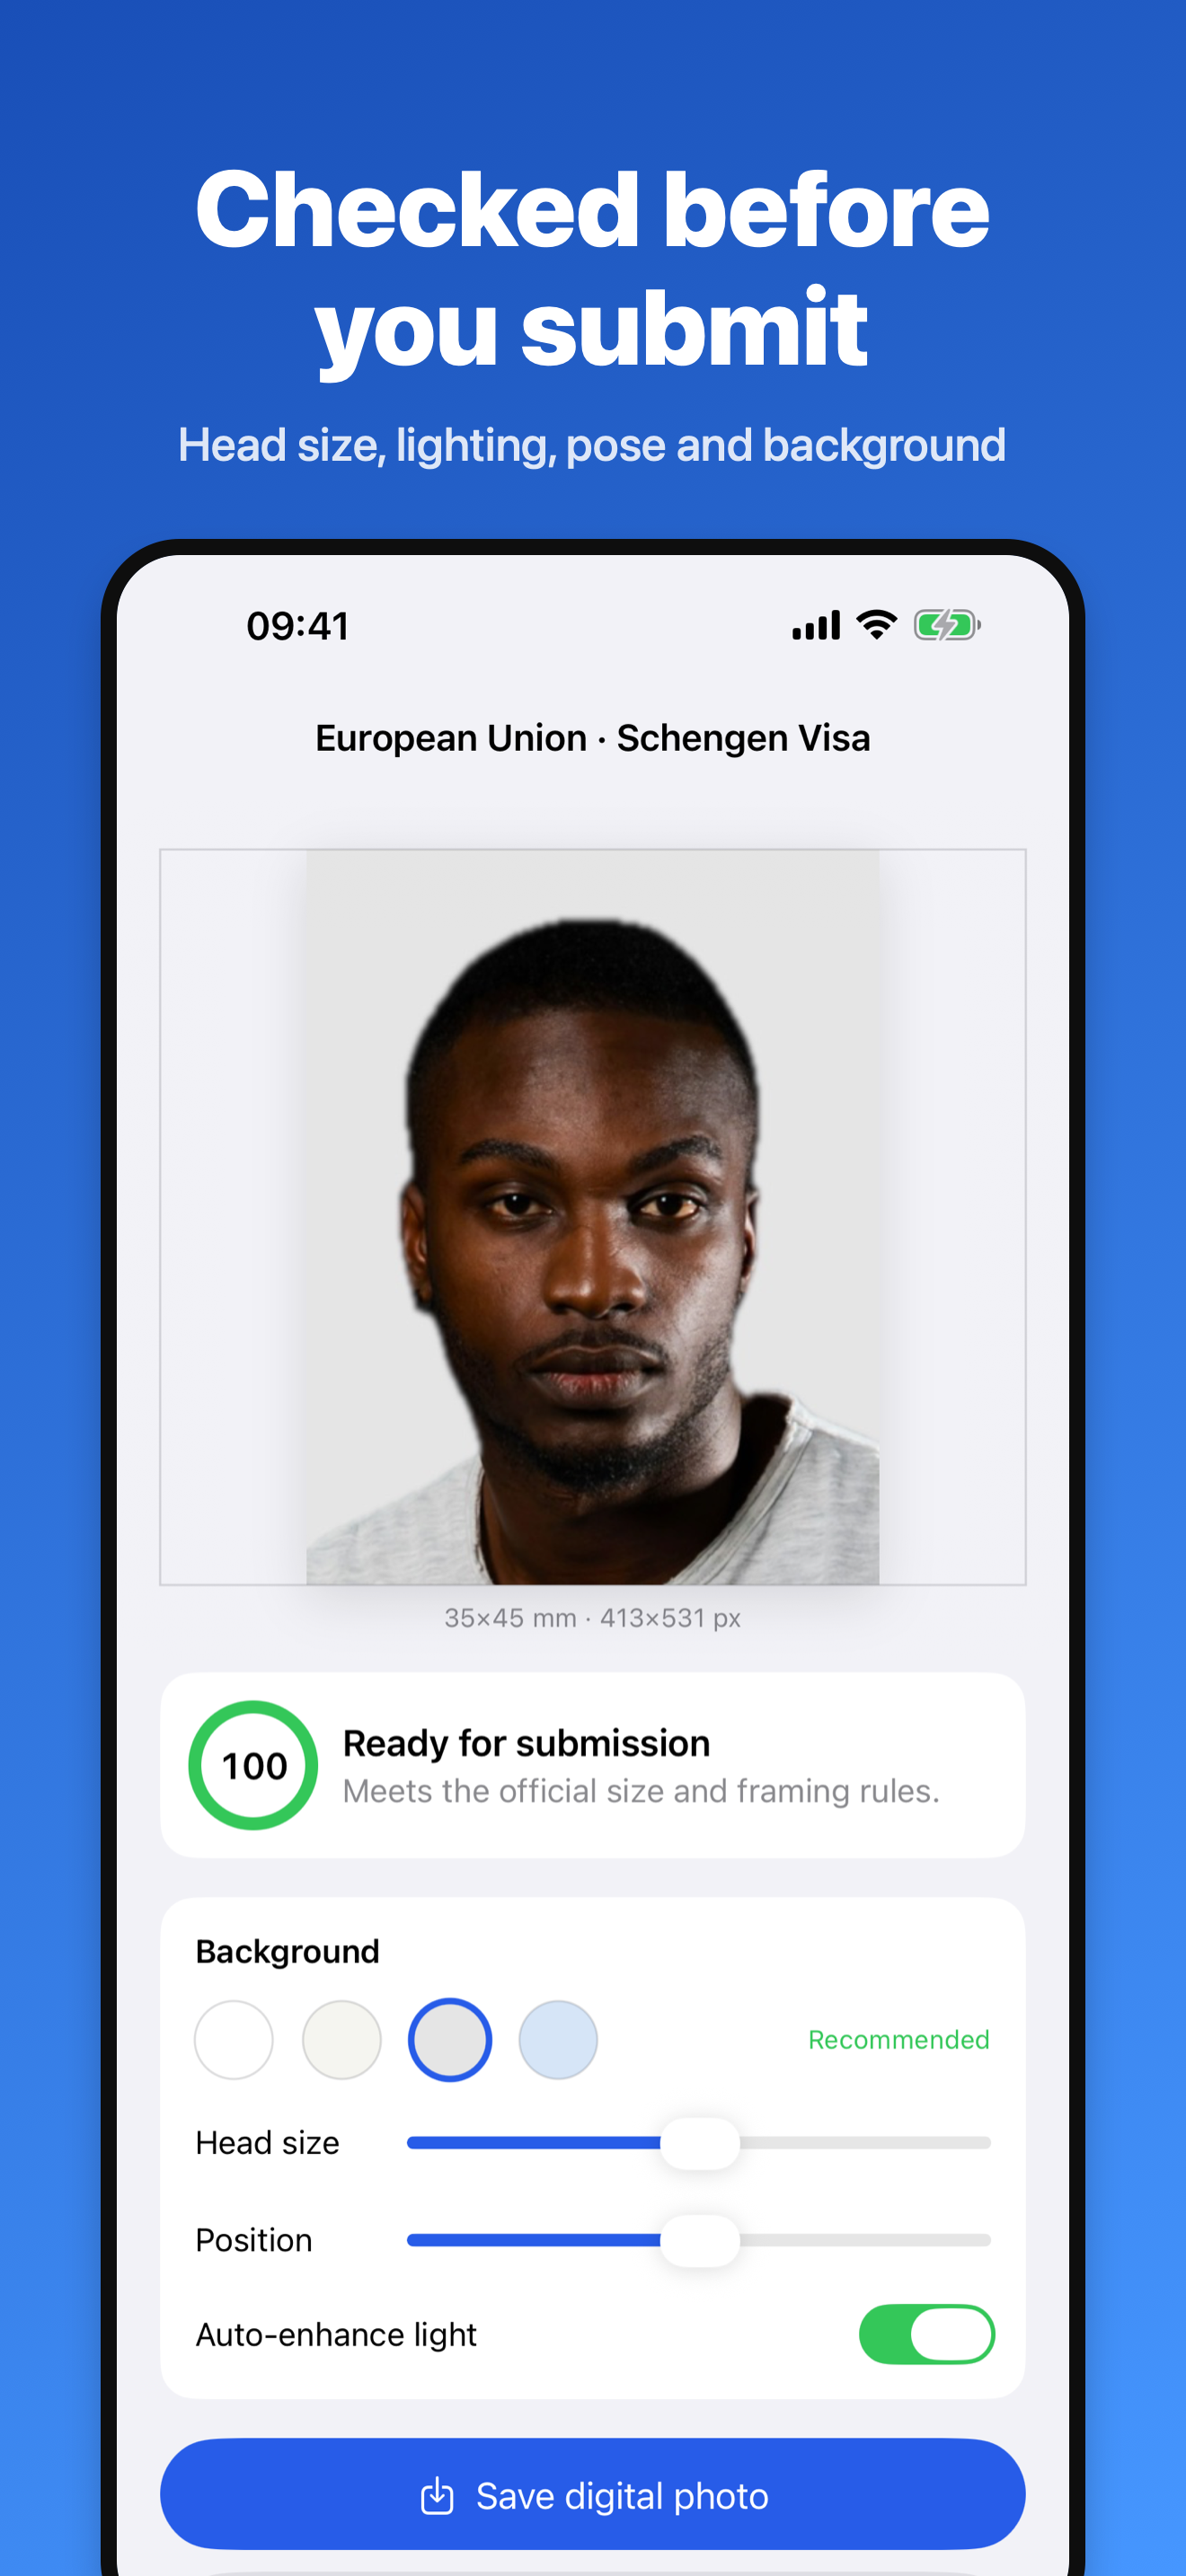 Checked before
you submit
Head size, lighting, pose and background
09:41
European Union · Schengen Visa
35×45 mm · 413×531 px
100
Ready for submission
Meets the official size and framing rules.
Background
Recommended
Head size
Position
Auto-enhance light
Save digital photo